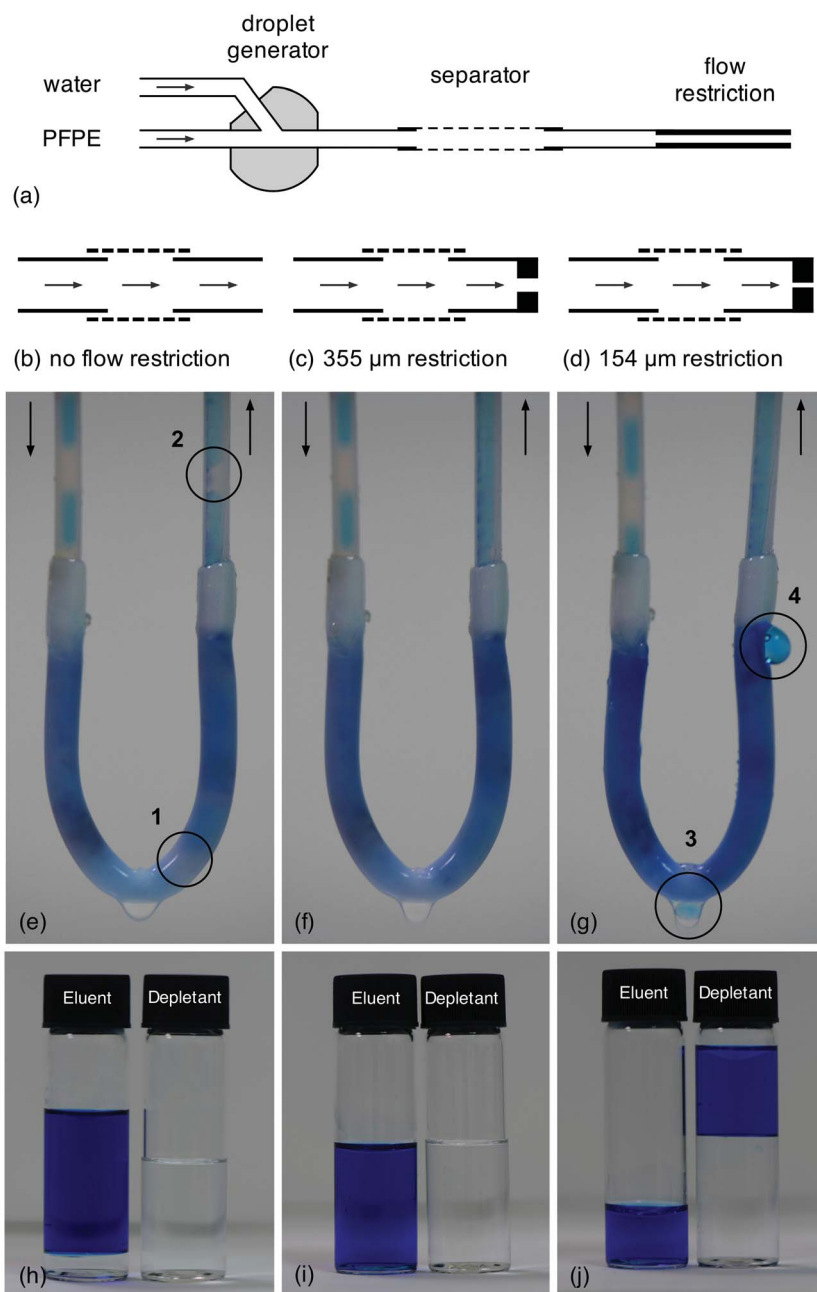 droplet
generator
water
separator
flow
restriction
PFPE
(a)
(b) no flow restriction
(c) 355 µm restriction
(d) 154 µm restriction
2
4
1
3
(e)
(f)
(g)
Eluent
Depletant
Eluent
Depletant
Eluent
Depletant
(h)
(i)
(j)